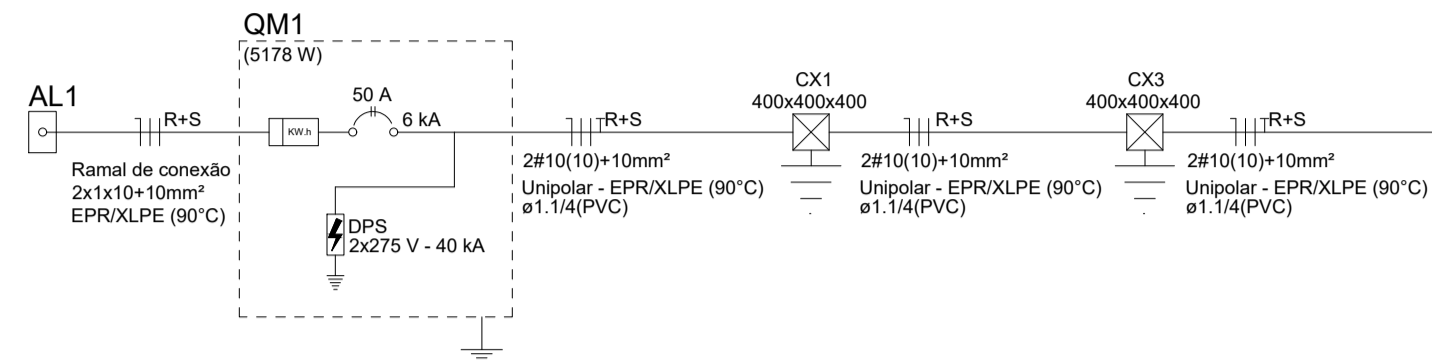 QM1
(5178 W)
AL1
R+S
50 A
6 kA
KW.h
Ramal de conexão
2x1x10+10mm²
EPR/XLPE (90°C)
DPS
2x275 V - 40 kA
R+S
2#10(10)+10mm²
Unipolar - EPR/XLPE (90°C)
ø1.1/4(PVC)
CX1
400x400x400
R+S
2#10(10)+10mm²
Unipolar - EPR/XLPE (90°C)
ø1.1/4(PVC)
CX3
400x400x400
R+S
2#10(10)+10mm²
Unipolar - EPR/XLPE (90°C)
ø1.1/4(PVC)